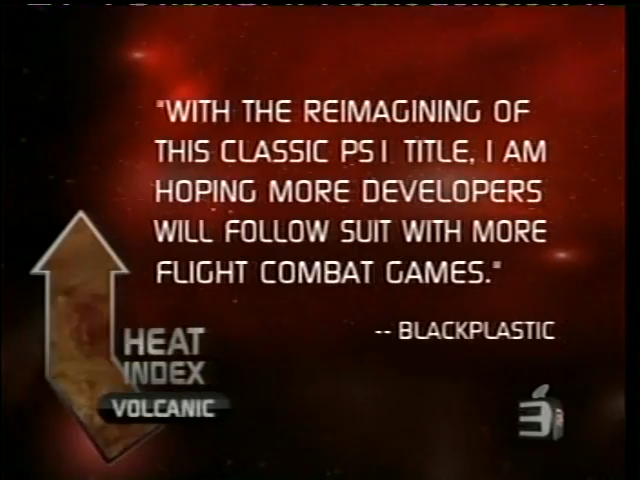 "WITH THE REIMAGINING OF
THIS CLASSIC PS1 TITLE, I AM
HOPING MORE DEVELOPERS
WILL FOLLOW SUIT WITH MORE
FLIGHT COMBAT GAMES."
-- BLACKPLASTIC
HEAT
INDEX
VOLCANIC
3